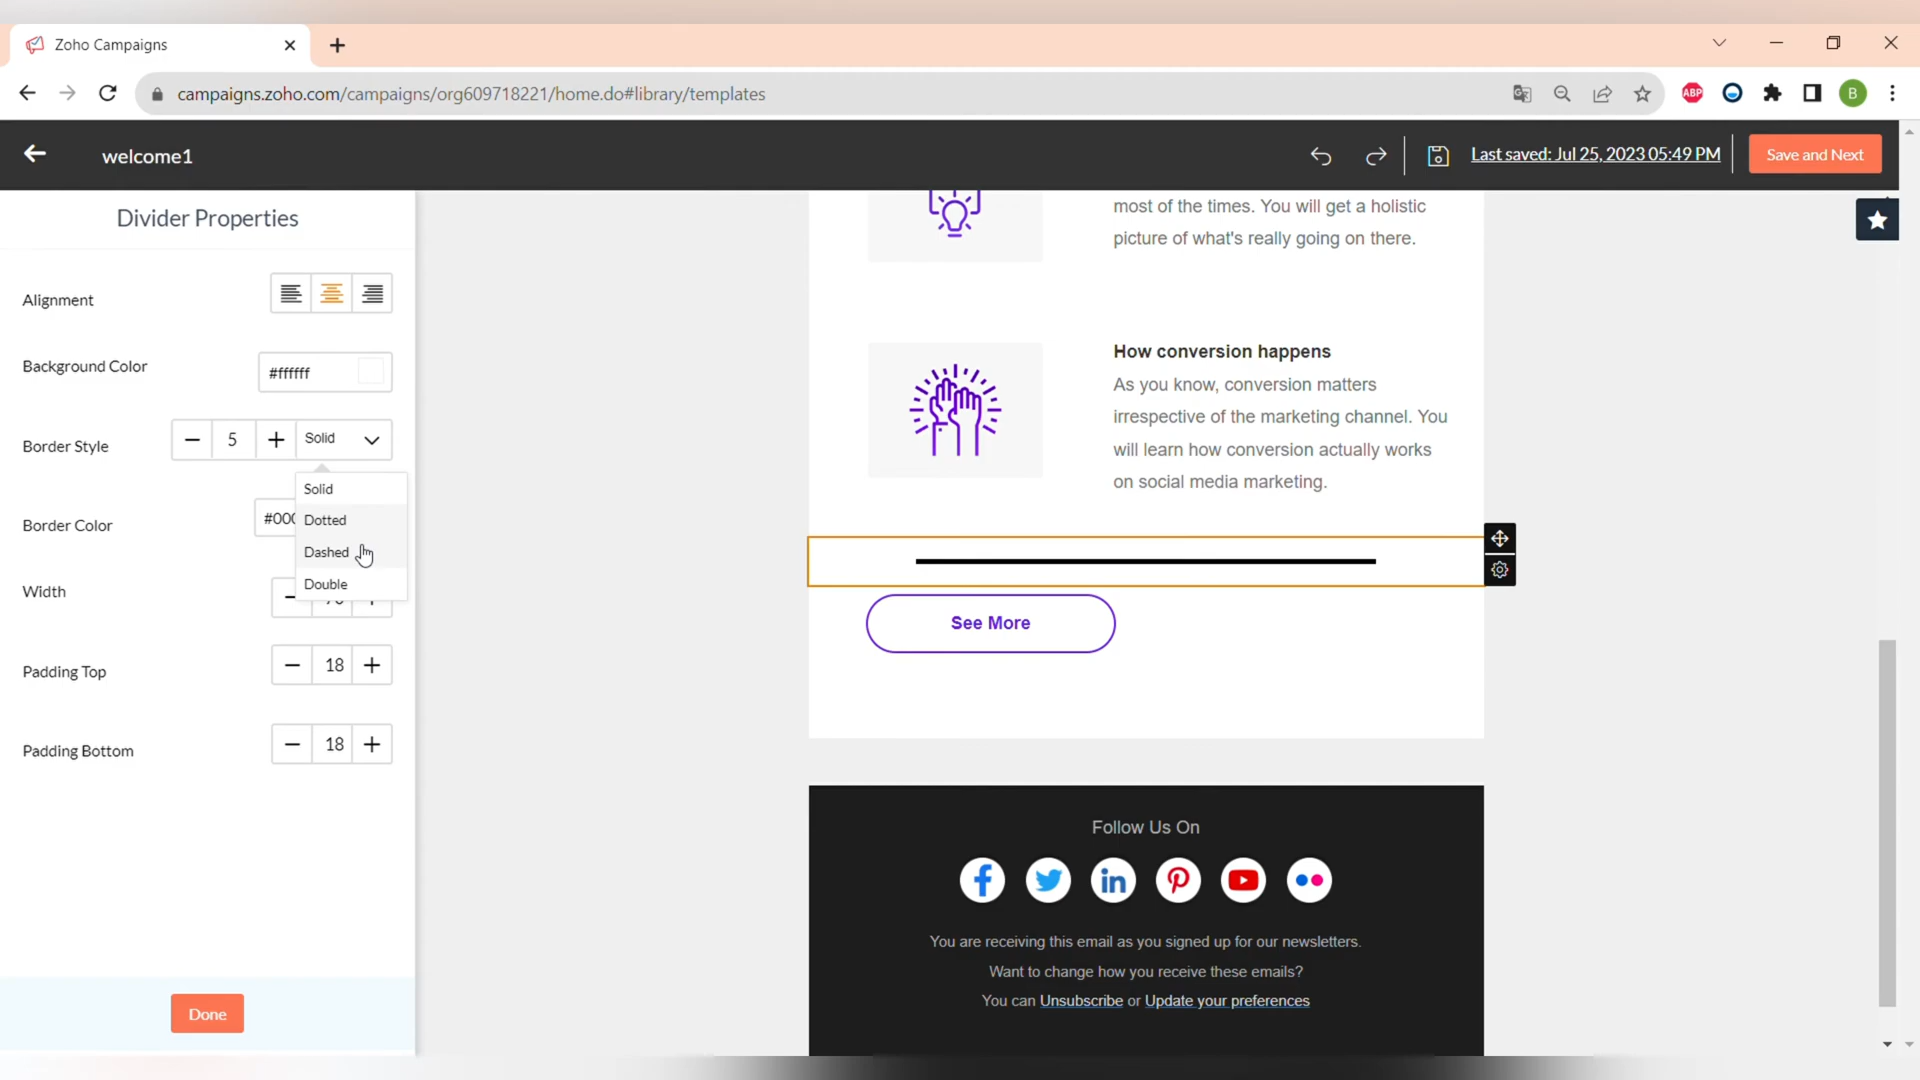 Zoho Campaigns
campaigns.zoho.com/campaigns/org609718221/home.do#library/templates
ABP
B
welcome1
Last saved: Jul 25, 2023 05:49 PM
Save and Next
Divider Properties
Alignment
Background Color
#ffffff
Border Style
5
Solid
Solid
Dotted
Dashed
Double
Border Color
#000
Width
Padding Top
18
Padding Bottom
18
Done
most of the times. You will get a holistic
picture of what's really going on there.
How conversion happens
As you know, conversion matters
irrespective of the marketing channel. You
will learn how conversion actually works
on social media marketing.
See More
Follow Us On
You are receiving this email as you signed up for our newsletters.
Want to change how you receive these emails?
You can Unsubscribe or Update your preferences